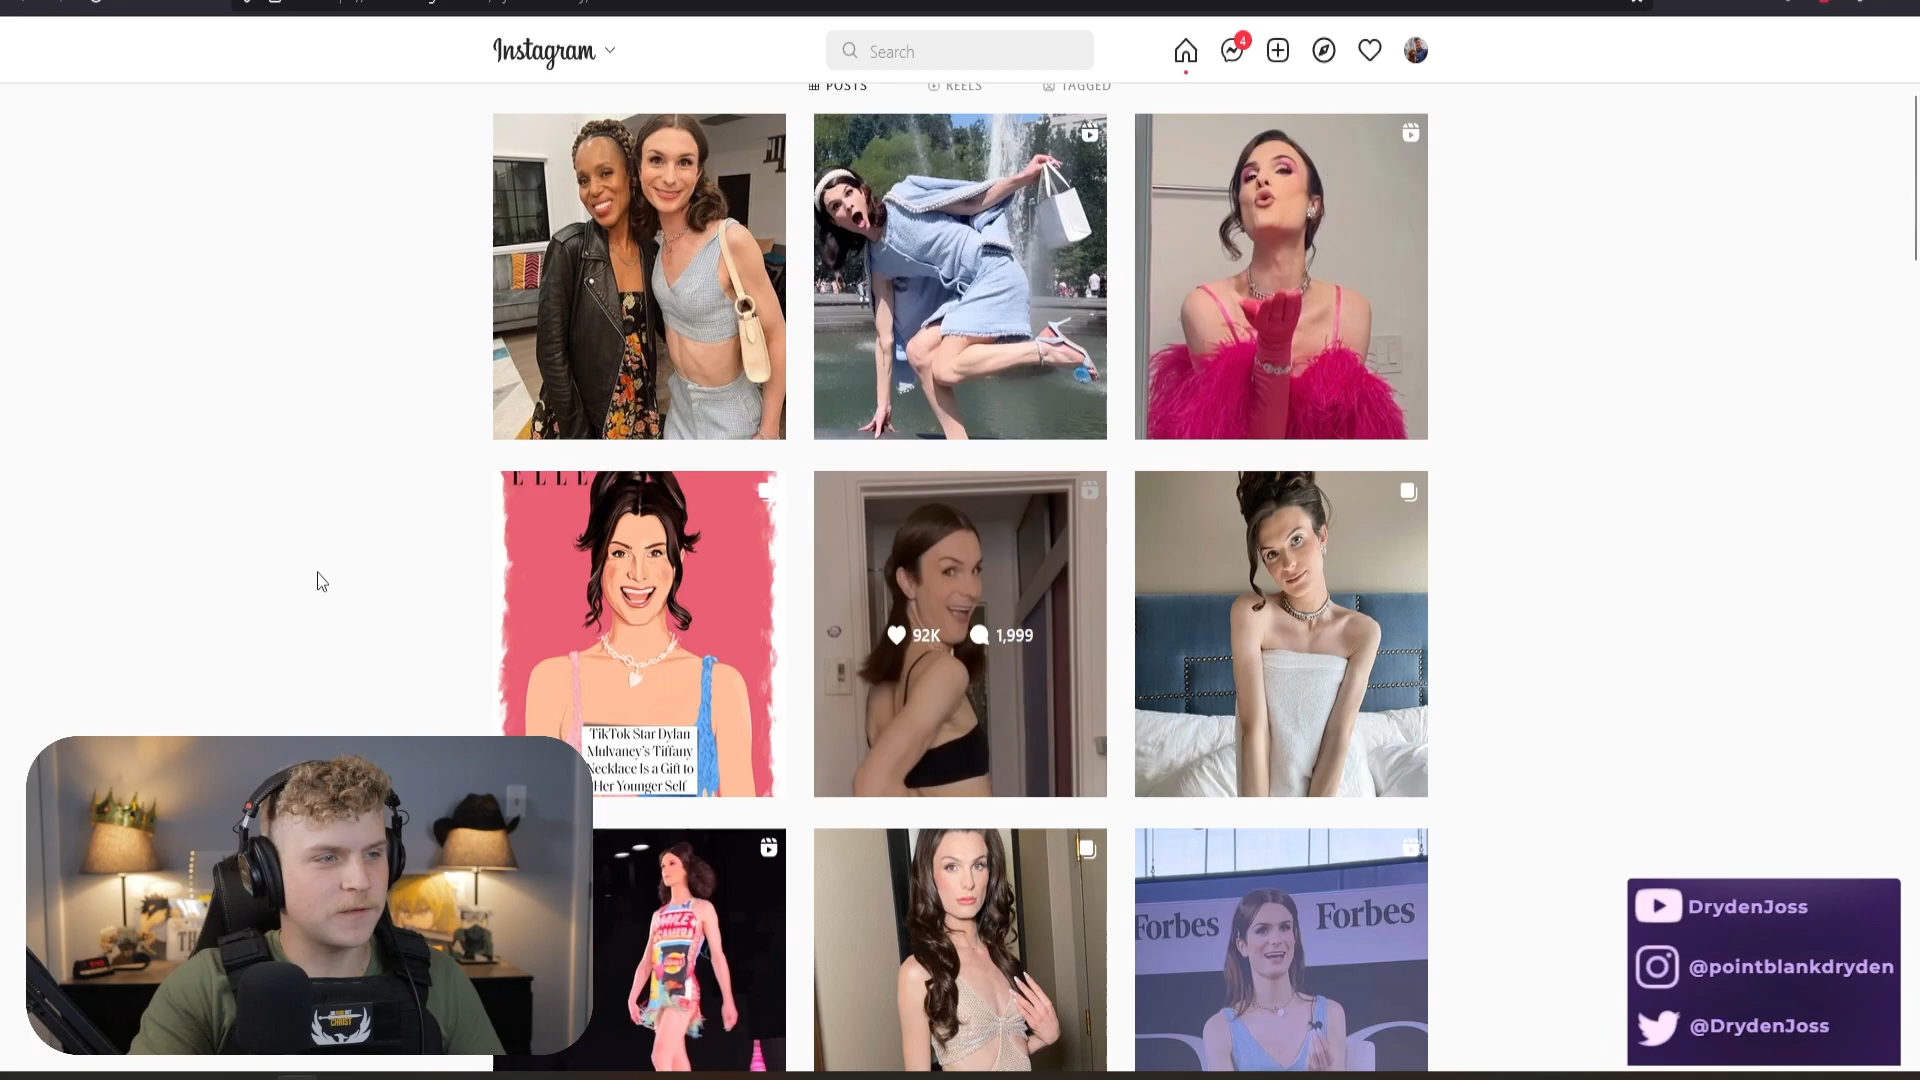 Instagram
Search
4
POSTS
REELS
TAGGED
ELLE
92K
1,999
TikTok Star Dylan
Mulvaney's Tiffany
Necklace Is a Gift to
Her Younger Self
Forbes
Forbes
CHRIST
DrydenJoss
@pointblankdryden
@DrydenJoss